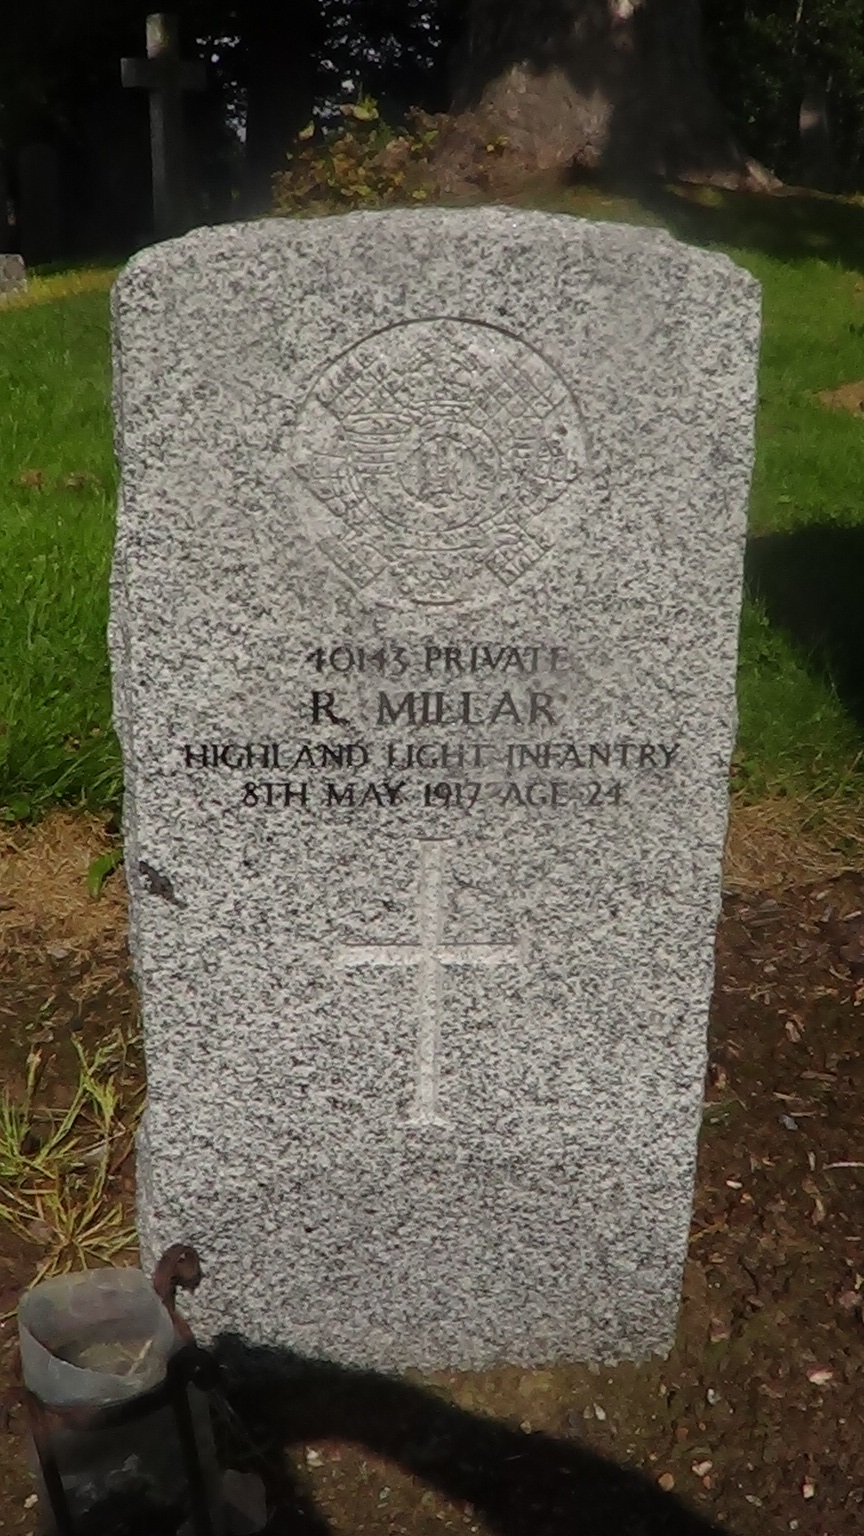 40143 PRIVATE
R. MILLAR
HIGHLAND LIGHT INFANTRY
8TH MAY 1917 AGE 24